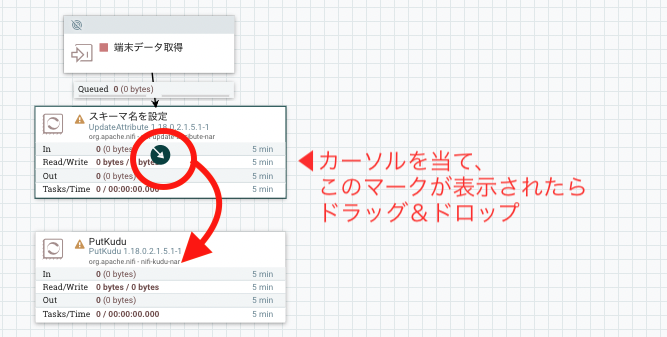 端末データ取得
Queued 0 (0 bytes)
スキーマ名を設定
UpdateAttribute 1.18.0.2.1.5.1-1
org.apache.nifi - nifi-update-attribute-nar
In 0 (0 bytes) 5 min
Read/Write 0 bytes / 0 bytes 5 min
Out 0 (0 bytes) 5 min
Tasks/Time 0 / 00:00:00.000 5 min
カーソルを当て、
このマークが表示されたら
ドラッグ＆ドロップ
PutKudu
PutKudu 1.18.0.2.1.5.1-1
org.apache.nifi - nifi-kudu-nar
In 0 (0 bytes) 5 min
Read/Write 0 bytes / 0 bytes 5 min
Out 0 (0 bytes) 5 min
Tasks/Time 0 / 00:00:00.000 5 min